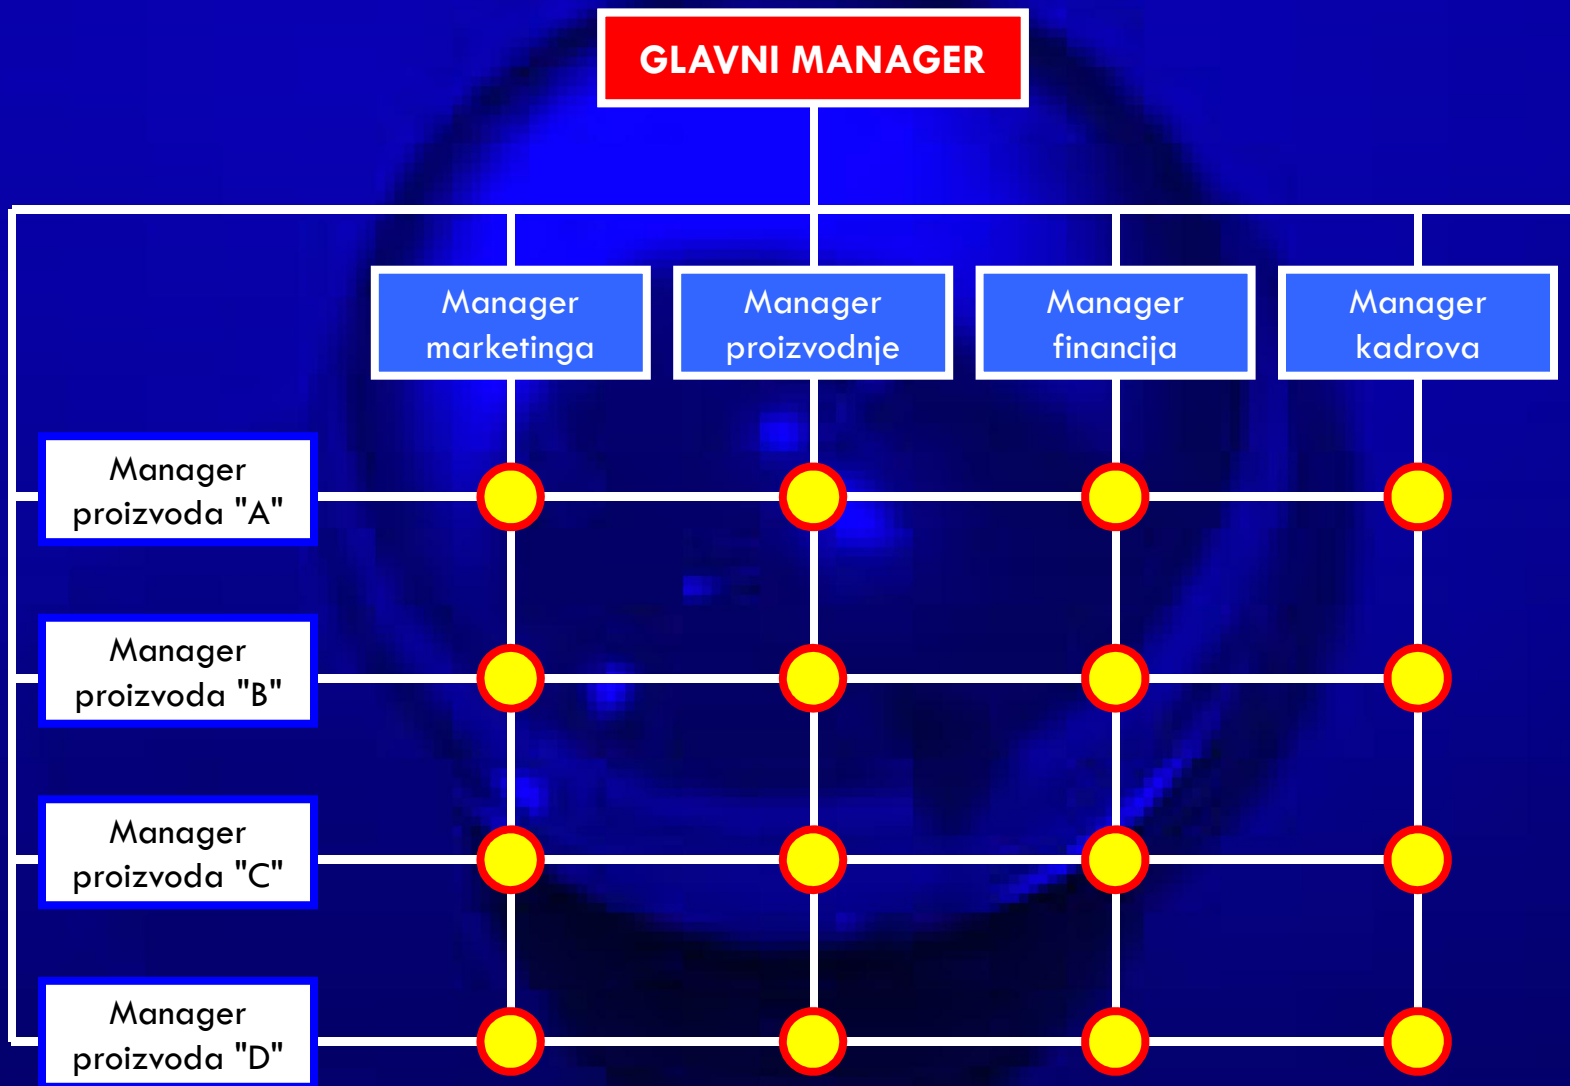 GLAVNI MANAGER
Manager
marketinga
Manager
proizvodnje
Manager
financija
Manager
kadrova
Manager
proizvoda "A"
Manager
proizvoda "B"
Manager
proizvoda "C"
Manager
proizvoda "D"